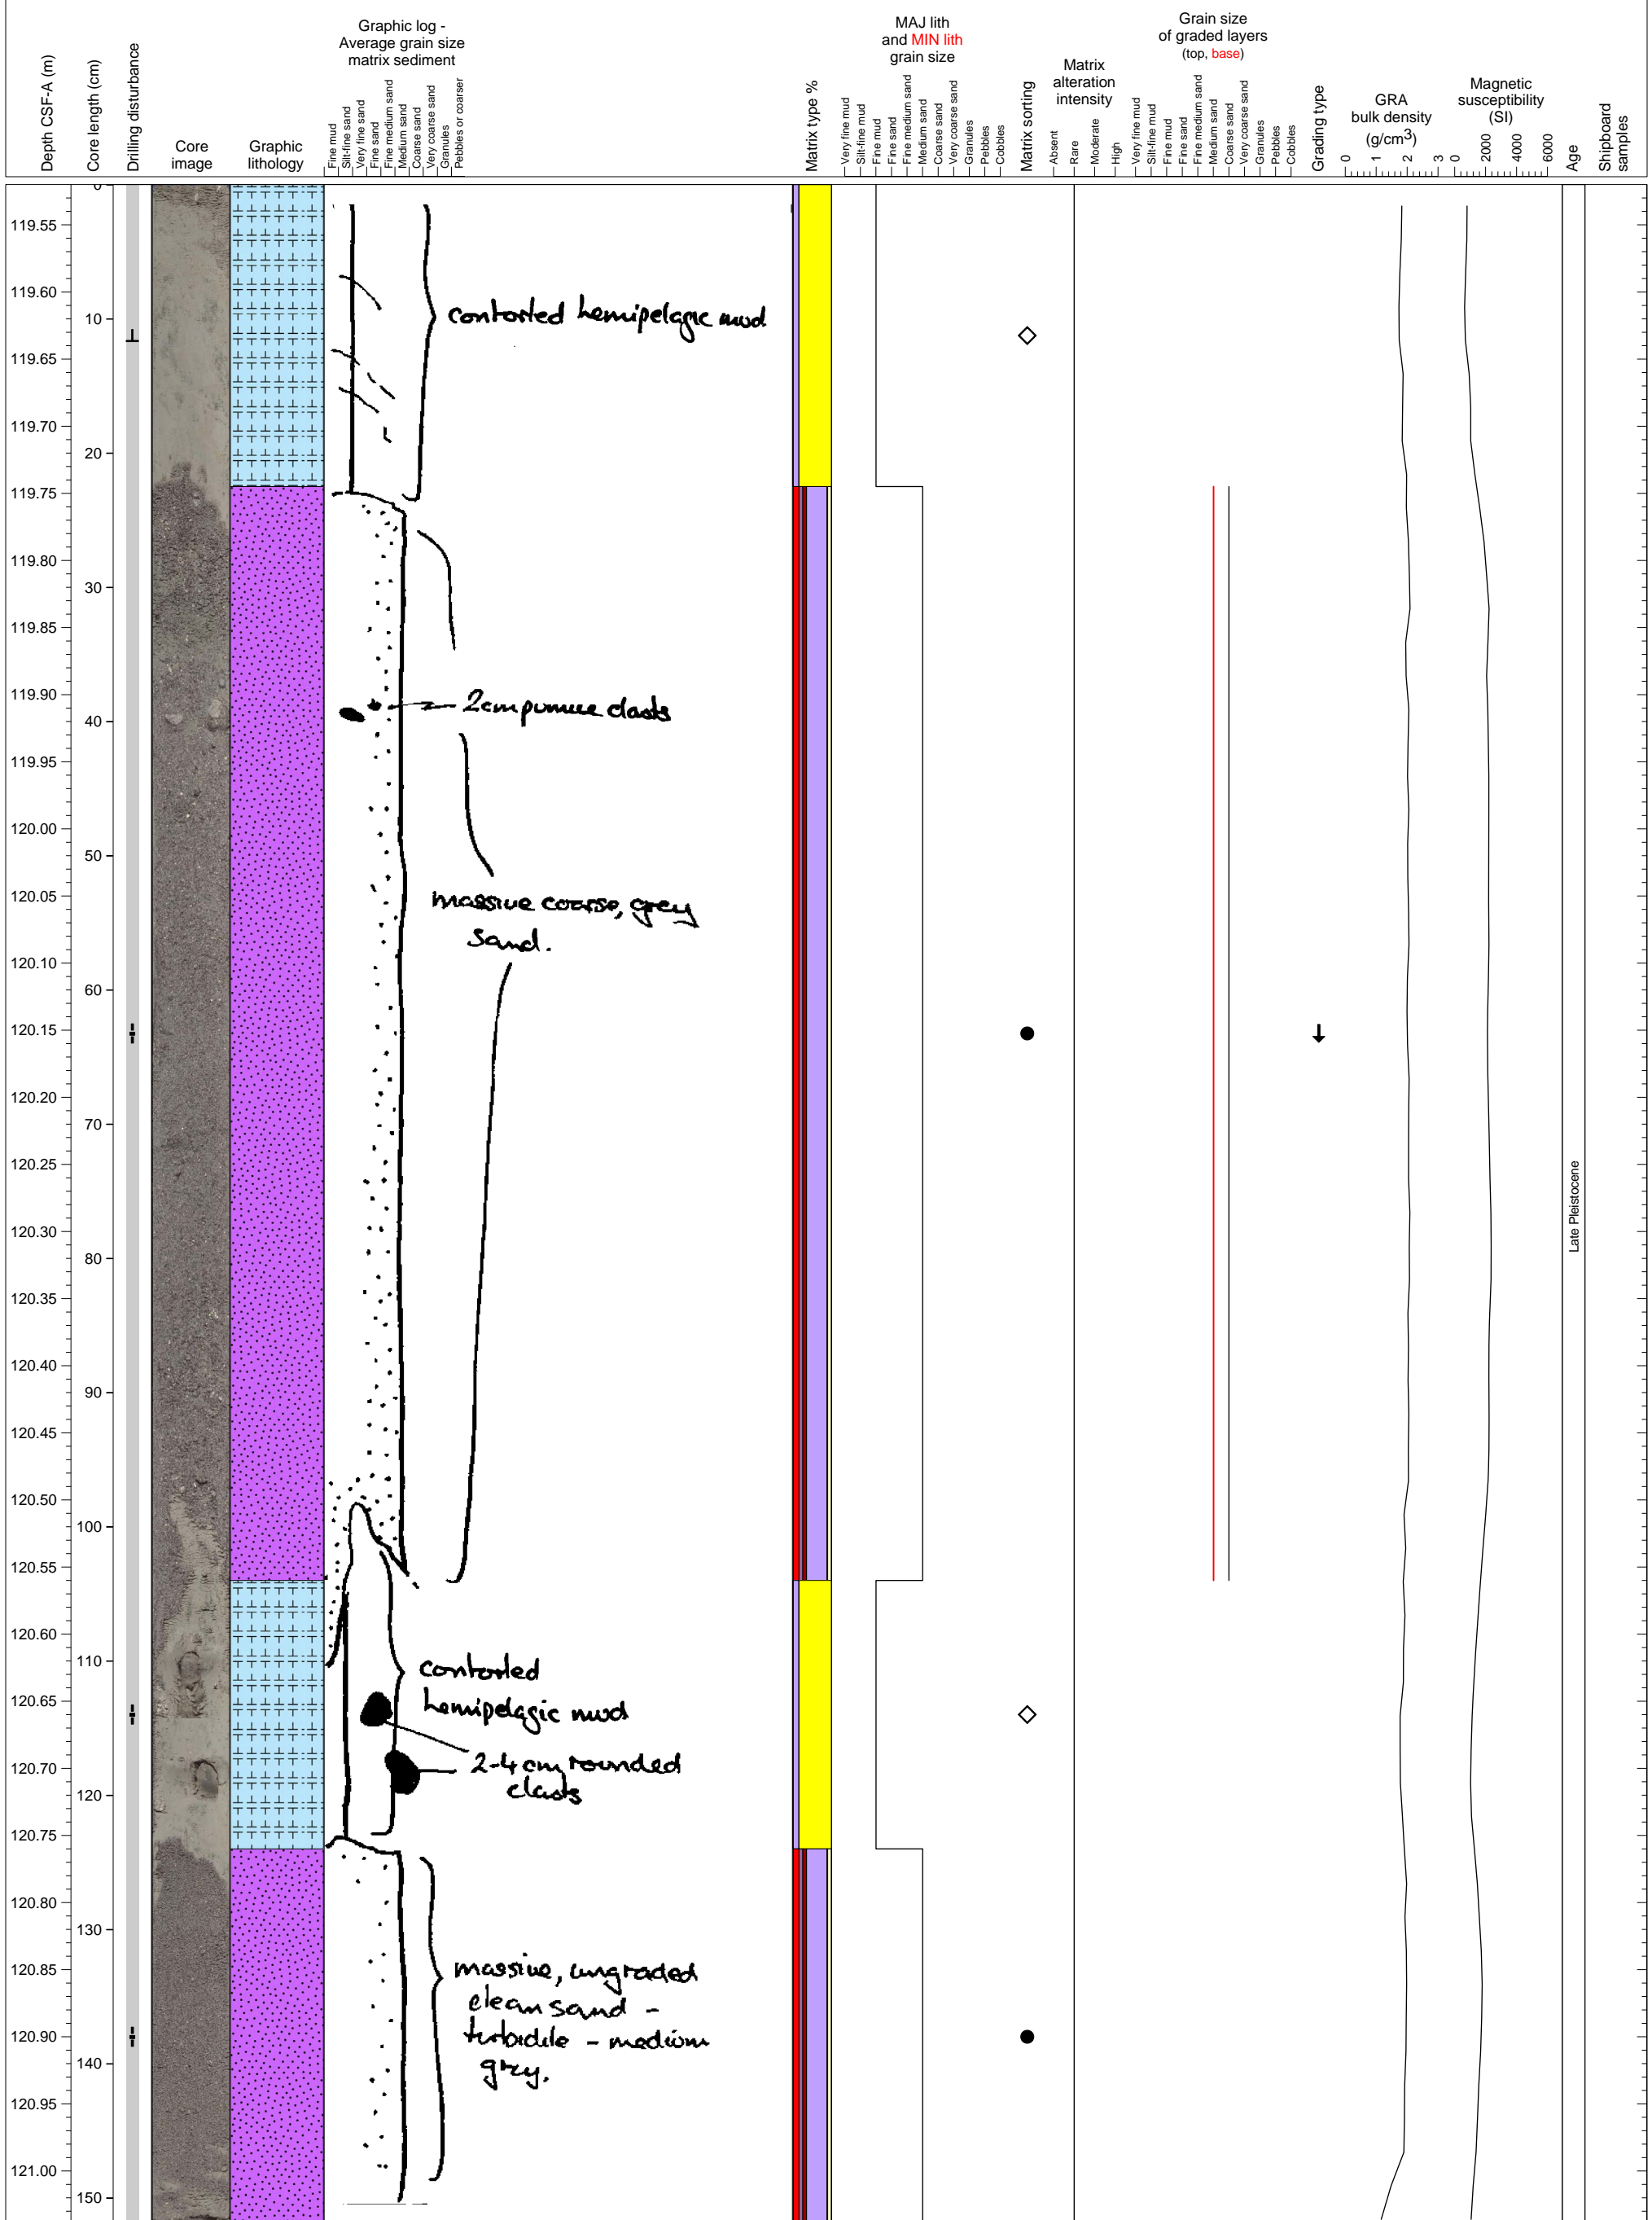 Depth CSF-A (m)
Core length (cm)
Drilling disturbance
Core
image
Graphic
lithology
Graphic log -
Average grain size
matrix sediment
Fine mud
Silt-fine sand
Very fine sand
Fine sand
Fine medium sand
Medium sand
Coarse sand
Very coarse sand
Granules
Pebbles or coarser
Matrix type %
MAJ lith
and MIN lith
grain size
Very fine mud
Silt-fine mud
Fine mud
Fine sand
Fine medium sand
Medium sand
Coarse sand
Very coarse sand
Granules
Pebbles
Cobbles
Matrix sorting
Matrix
alteration
intensity
Absent
Rare
Moderate
High
Grain size
of graded layers
(top, base)
Very fine mud
Silt-fine mud
Fine mud
Fine sand
Fine medium sand
Medium sand
Coarse sand
Very coarse sand
Granules
Pebbles
Cobbles
Grading type
GRA
bulk density
(g/cm3)
0 1 2 3
Magnetic
susceptibility
(SI)
0 2000 4000 6000
Age
Shipboard
samples
0
119.55
119.60
10
contorted hemipelagic mud
119.65
119.70
20
119.75
119.80
30
119.85
119.90
2cm pumice clasts
40
119.95
120.00
50
120.05
massive coarse, grey
sand.
120.10
60
120.15
120.20
70
120.25
Late Pleistocene
120.30
80
120.35
120.40
90
120.45
120.50
100
120.55
120.60
110
contorted
120.65
hemipelagic mud
120.70
2-4 cm rounded
clasts
120
120.75
120.80
130
120.85
massive, ungraded
clean sand -
120.90
turbidite - medium
grey.
140
120.95
121.00
150